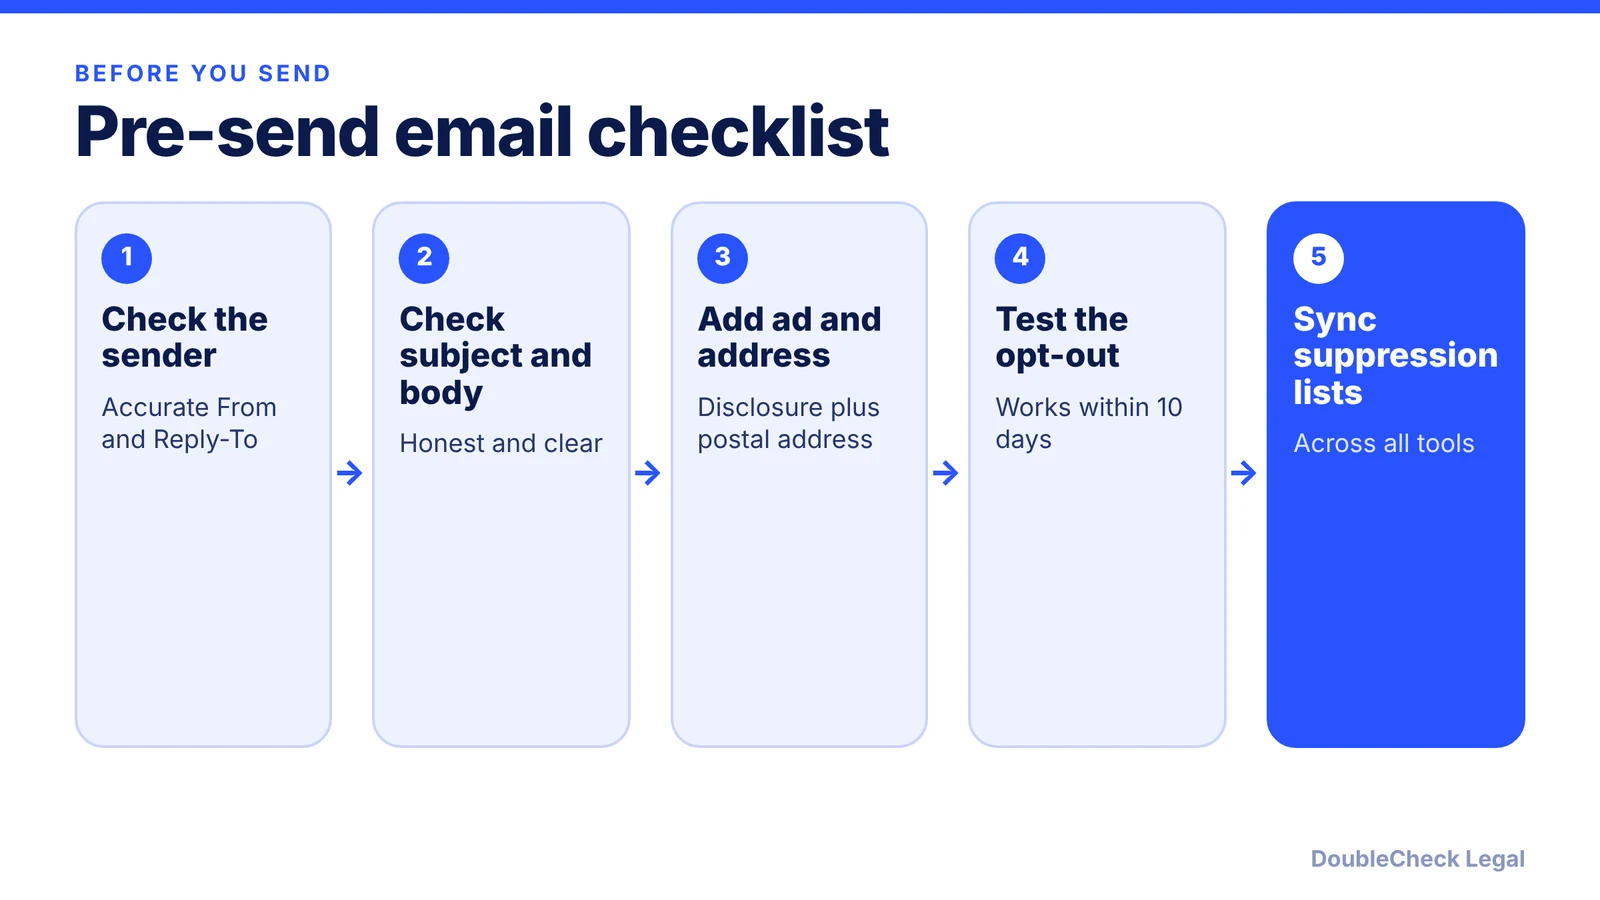 BEFORE YOU SEND
Pre-send email checklist
1
Check the
sender
Accurate From
and Reply-To
→
2
Check
subject and
body
Honest and clear
→
3
Add ad and
address
Disclosure plus
postal address
→
4
Test the
opt-out
Works within 10
days
→
5
Sync
suppression
lists
Across all tools
DoubleCheck Legal